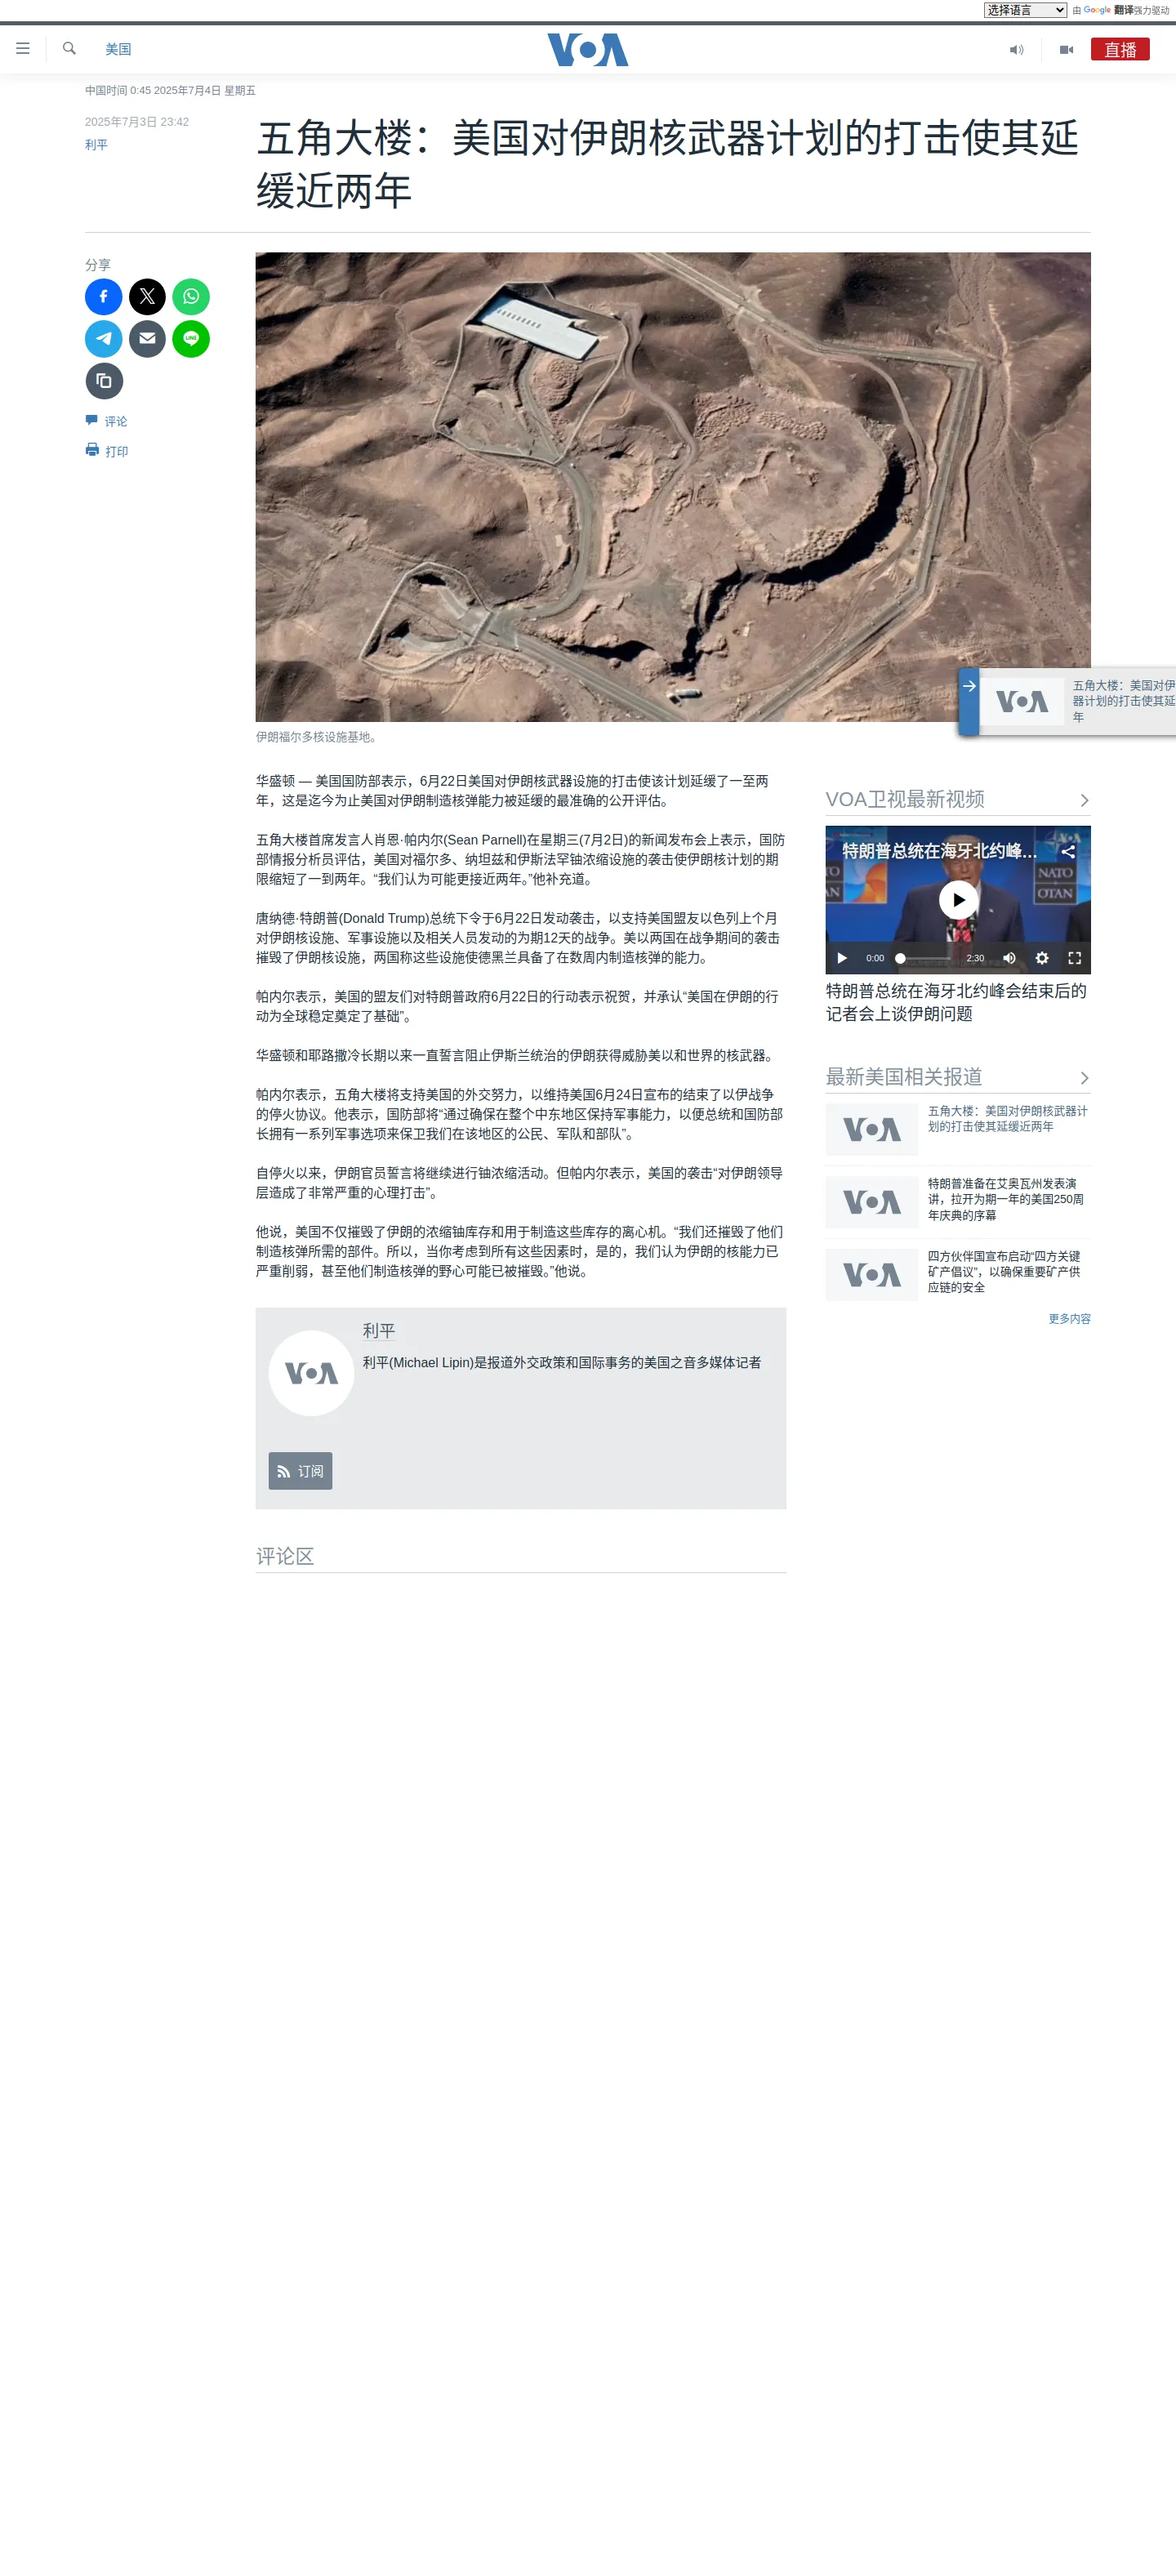 选择语言 由 Google 翻译强力驱动
美国
VOA
直播
中国时间 0:45 2025年7月4日 星期五
2025年7月3日 23:42
利平
五角大楼：美国对伊朗核武器计划的打击使其延
缓近两年
分享
LINE
评论
打印
伊朗福尔多核设施基地。
VOA
五角大楼：美国对伊
器计划的打击使其延
年
华盛顿 — 美国国防部表示，6月22日美国对伊朗核武器设施的打击使该计划延缓了一至两
年，这是迄今为止美国对伊朗制造核弹能力被延缓的最准确的公开评估。
五角大楼首席发言人肖恩·帕内尔(Sean Parnell)在星期三(7月2日)的新闻发布会上表示，国防
部情报分析员评估，美国对福尔多、纳坦兹和伊斯法罕铀浓缩设施的袭击使伊朗核计划的期
限缩短了一到两年。“我们认为可能更接近两年。”他补充道。
唐纳德·特朗普(Donald Trump)总统下令于6月22日发动袭击，以支持美国盟友以色列上个月
对伊朗核设施、军事设施以及相关人员发动的为期12天的战争。美以两国在战争期间的袭击
摧毁了伊朗核设施，两国称这些设施使德黑兰具备了在数周内制造核弹的能力。
帕内尔表示，美国的盟友们对特朗普政府6月22日的行动表示祝贺，并承认“美国在伊朗的行
动为全球稳定奠定了基础”。
华盛顿和耶路撒冷长期以来一直誓言阻止伊斯兰统治的伊朗获得威胁美以和世界的核武器。
帕内尔表示，五角大楼将支持美国的外交努力，以维持美国6月24日宣布的结束了以伊战争
的停火协议。他表示，国防部将“通过确保在整个中东地区保持军事能力，以便总统和国防部
长拥有一系列军事选项来保卫我们在该地区的公民、军队和部队”。
自停火以来，伊朗官员誓言将继续进行铀浓缩活动。但帕内尔表示，美国的袭击“对伊朗领导
层造成了非常严重的心理打击”。
他说，美国不仅摧毁了伊朗的浓缩铀库存和用于制造这些库存的离心机。“我们还摧毁了他们
制造核弹所需的部件。所以，当你考虑到所有这些因素时，是的，我们认为伊朗的核能力已
严重削弱，甚至他们制造核弹的野心可能已被摧毁。”他说。
VOA
利平
利平(Michael Lipin)是报道外交政策和国际事务的美国之音多媒体记者
订阅
评论区
VOA卫视最新视频
特朗普总统在海牙北约峰...
NATO
OTAN
0:00 2:30
特朗普总统在海牙北约峰会结束后的
记者会上谈伊朗问题
最新美国相关报道
VOA
五角大楼：美国对伊朗核武器计
划的打击使其延缓近两年
VOA
特朗普准备在艾奥瓦州发表演
讲，拉开为期一年的美国250周
年庆典的序幕
VOA
四方伙伴国宣布启动“四方关键
矿产倡议”，以确保重要矿产供
应链的安全
更多内容